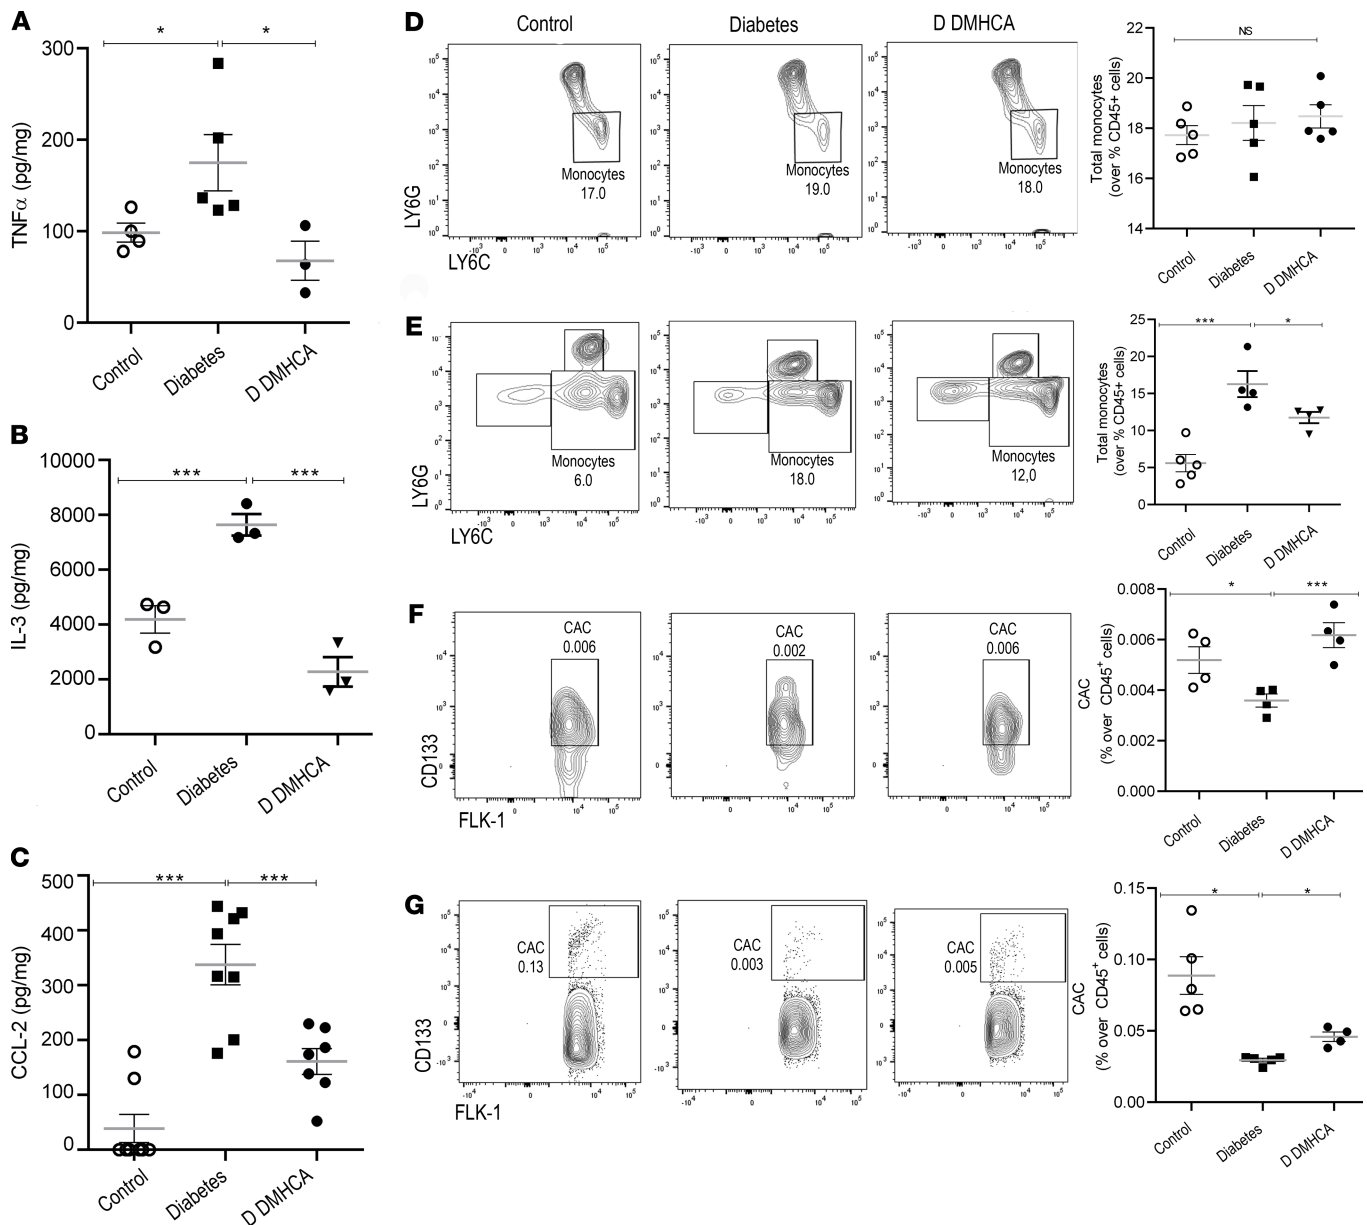 A
* *
300
200
100
0
TNFα (pg/mg)
Control
Diabetes
D DMHCA
B
*** ***
10000
8000
6000
4000
2000
0
IL-3 (pg/mg)
Control
Diabetes
D DMHCA
C
*** ***
500
400
300
200
100
0
CCL-2 (pg/mg)
Control
Diabetes
D DMHCA
D
Control
Diabetes
D DMHCA
Monocytes
17.0
Monocytes
19.0
Monocytes
18.0
LY6G
LY6C
NS
22
20
18
16
14
Total monocytes
(over % CD45+ cells)
Control
Diabetes
D DMHCA
E
Monocytes
6.0
Monocytes
18.0
Monocytes
12,0
LY6G
LY6C
*** *
25
20
15
10
5
0
Total monocytes
(over % CD45+ cells)
Control
Diabetes
D DMHCA
F
CAC
0.006
CAC
0.002
CAC
0.006
CD133
FLK-1
* ***
0.008
0.006
0.004
0.002
0.000
CAC
(% over CD45+ cells)
Control
Diabetes
D DMHCA
G
CAC
0.13
CAC
0.003
CAC
0.005
CD133
FLK-1
* *
0.15
0.10
0.05
0.00
CAC
(% over CD45+ cells)
Control
Diabetes
D DMHCA